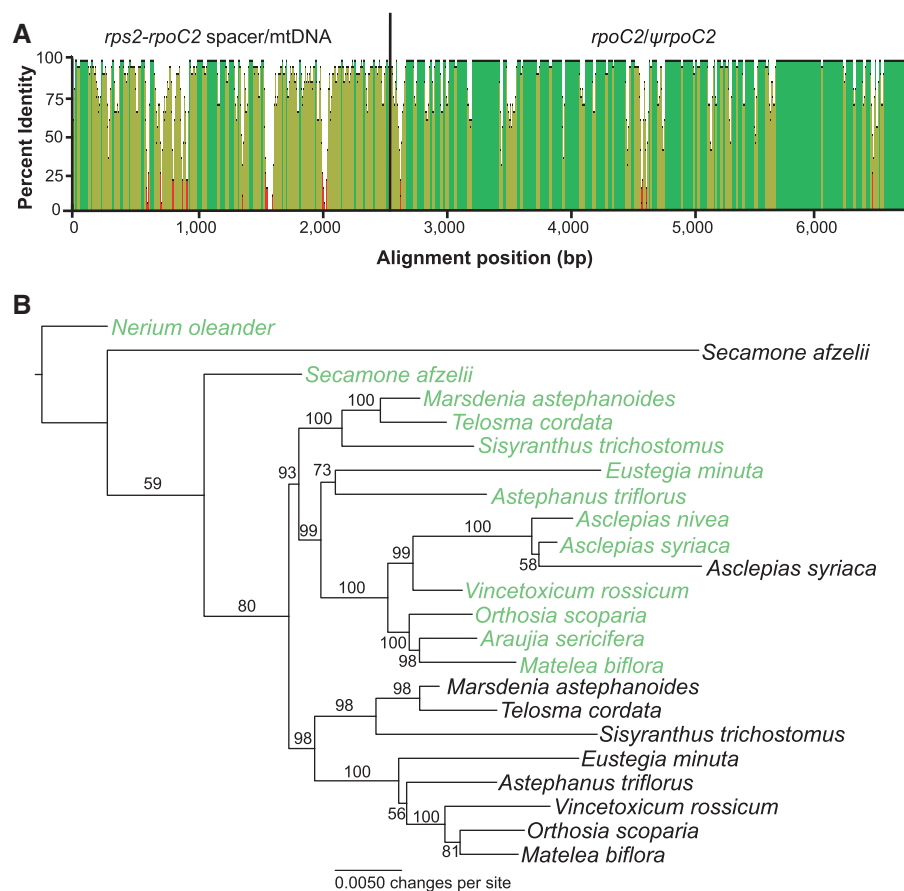 A
rps2-rpoC2 spacer/mtDNA
rpoC2/ψrpoC2
Percent Identity
100
75
50
25
0
0
1,000
2,000
3,000
4,000
5,000
6,000
Alignment position (bp)
B
Nerium oleander
Secamone afzelii
Secamone afzelii
100
Marsdenia astephanoides
100
Telosma cordata
Sisyranthus trichostomus
93
73
Eustegia minuta
59
Astephanus triflorus
99
100
Asclepias nivea
Asclepias syriaca
99
58
Asclepias syriaca
100
Vincetoxicum rossicum
80
Orthosia scoparia
100
Araujia sericifera
98
Matelea biflora
98
Marsdenia astephanoides
98
Telosma cordata
98
Sisyranthus trichostomus
Eustegia minuta
100
Astephanus triflorus
Vincetoxicum rossicum
56
100
Orthosia scoparia
81
Matelea biflora
0.0050 changes per site